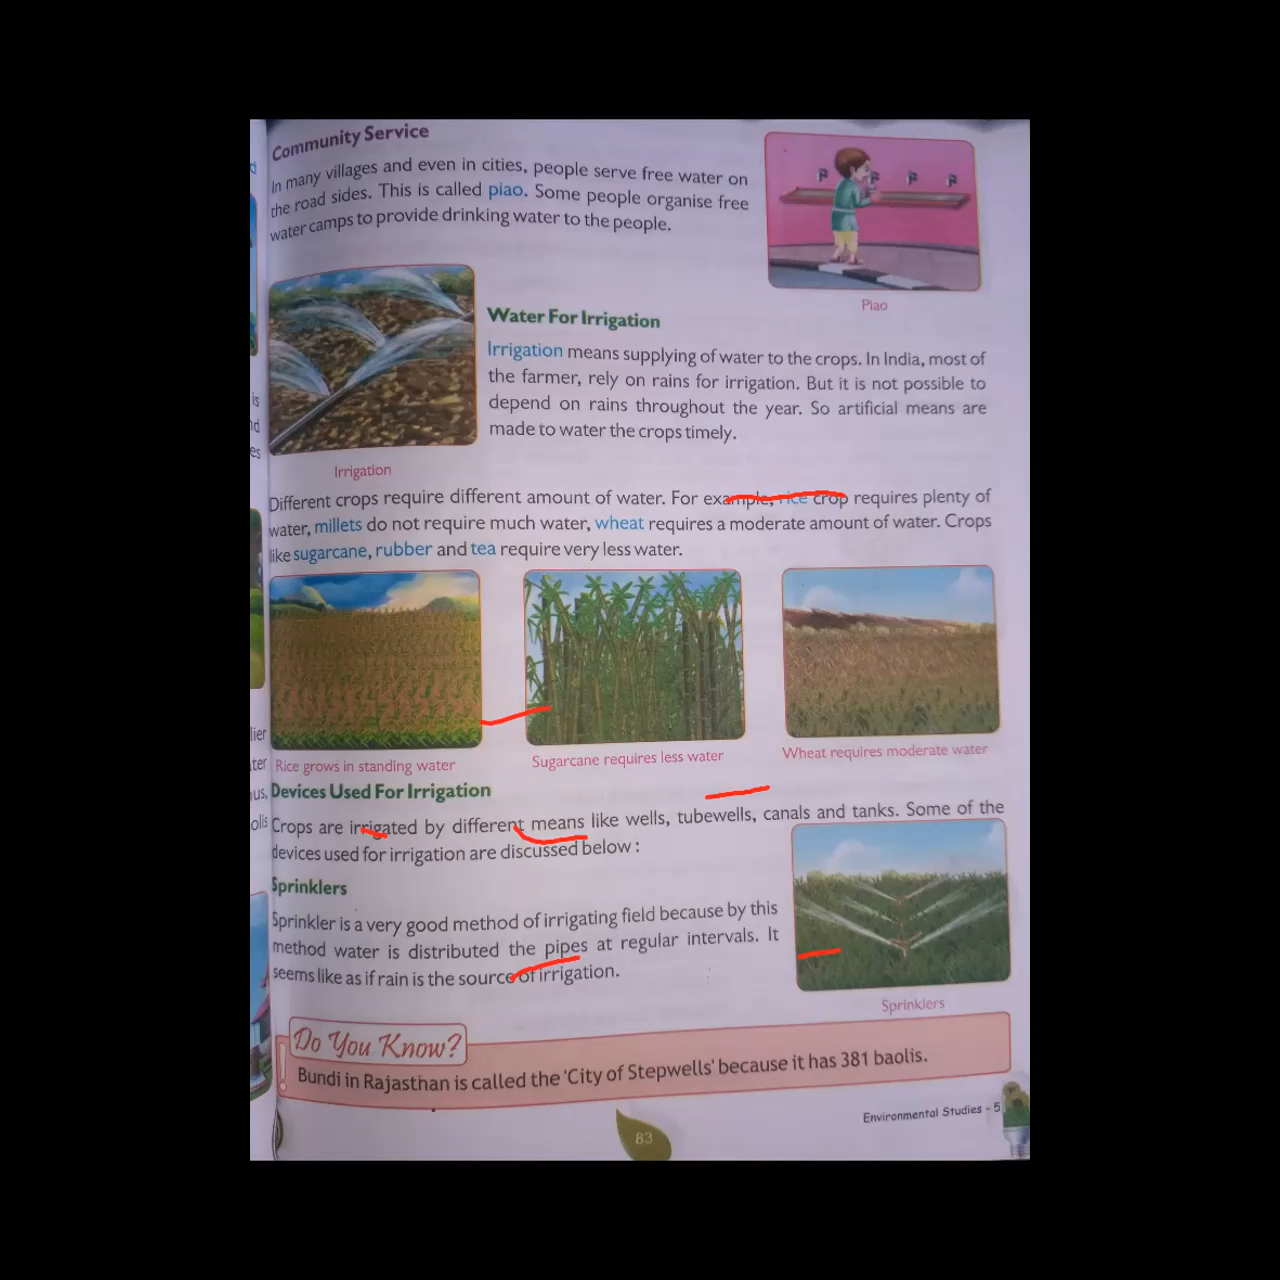 Community Service
In many villages and even in cities, people serve free water on
the road sides. This is called piao. Some people organise free
water camps to provide drinking water to the people.
Piao
Water For Irrigation
Irrigation means supplying of water to the crops. In India, most of
the farmer, rely on rains for irrigation. But it is not possible to
depend on rains throughout the year. So artificial means are
made to water the crops timely.
Irrigation
Different crops require different amount of water. For example, rice crop requires plenty of
water, millets do not require much water, wheat requires a moderate amount of water. Crops
like sugarcane, rubber and tea require very less water.
Rice grows in standing water
Sugarcane requires less water
Wheat requires moderate water
Devices Used For Irrigation
Crops are irrigated by different means like wells, tubewells, canals and tanks. Some of the
devices used for irrigation are discussed below :
Sprinklers
Sprinkler is a very good method of irrigating field because by this
method water is distributed the pipes at regular intervals. It
seems like as if rain is the source of irrigation.
Sprinklers
Do You Know?
Bundi in Rajasthan is called the 'City of Stepwells' because it has 381 baolis.
Environmental Studies - 5
83